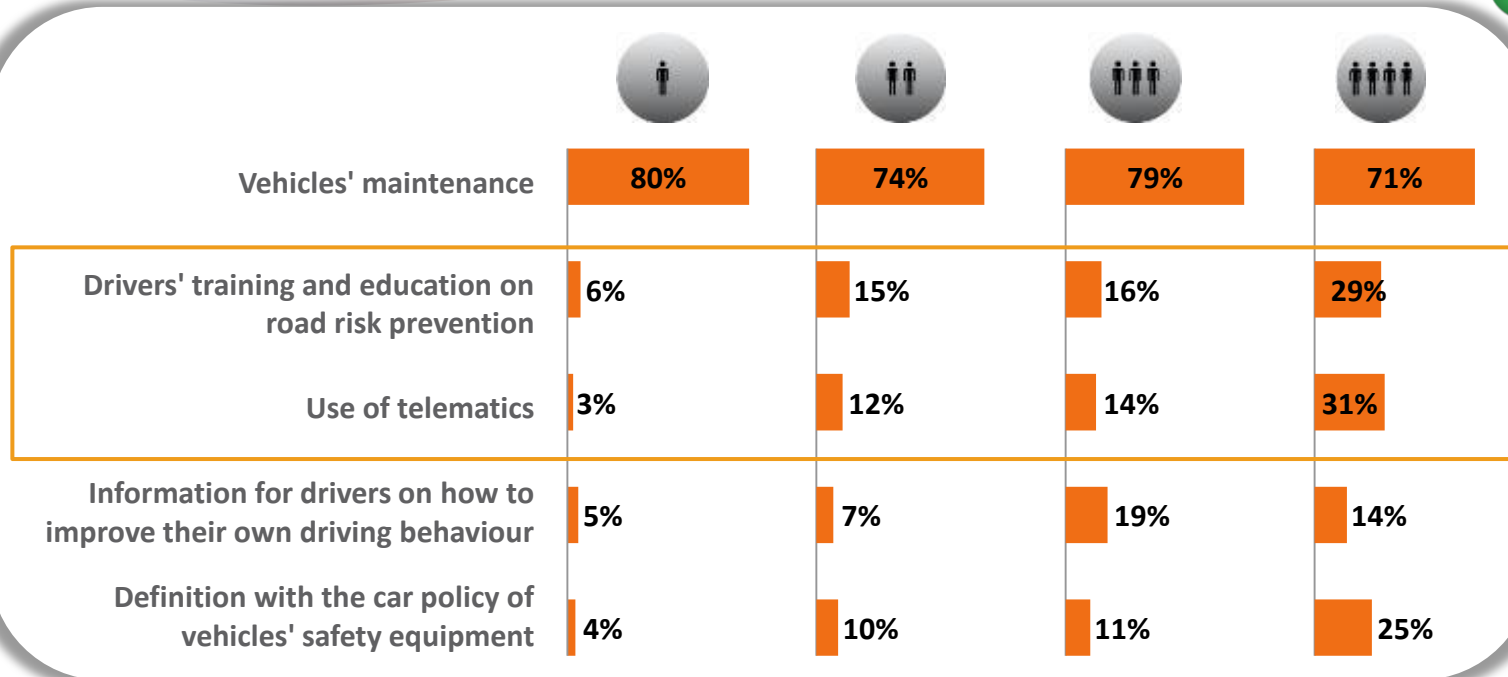 Vehicles' maintenance
80%
74%
79%
71%
Drivers' training and education on
road risk prevention
6%
15%
16%
29%
Use of telematics
3%
12%
14%
31%
Information for drivers on how to
improve their own driving behaviour
5%
7%
19%
14%
Definition with the car policy of
vehicles' safety equipment
4%
10%
11%
25%